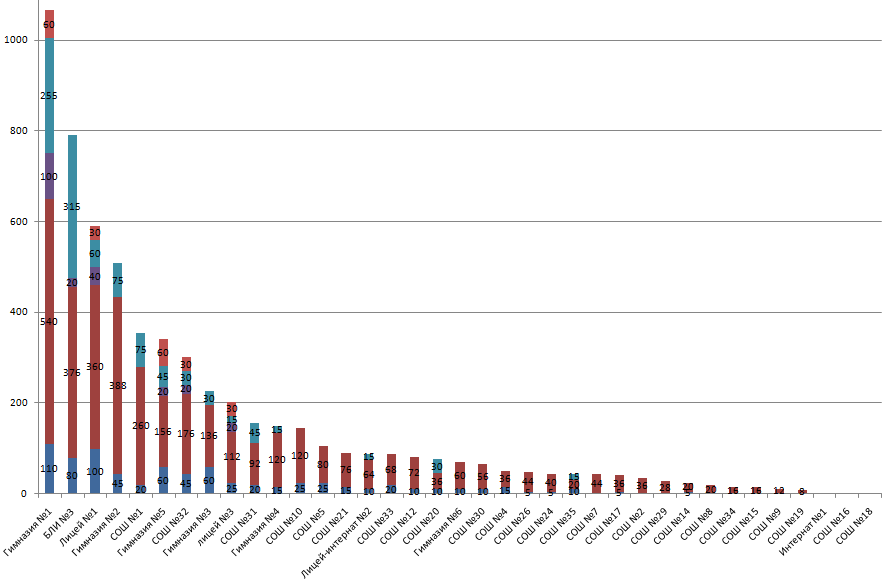 1000
800
600
400
200
0
60
255
100
540
110
315
20
376
80
30
60
40
360
100
75
388
45
75
260
20
60
45
20
156
60
30
30
20
176
45
30
136
60
30
15
20
112
25
45
92
20
15
120
15
120
25
80
25
76
15
15
64
10
68
20
72
10
30
36
10
60
10
56
10
36
15
44
5
40
5
15
20
10
44
36
5
36
28
20
5
20
16
16
12
8
Гимназия №1
БЛИ №3
Лицей №1
Гимназия №2
СОШ №1
Гимназия №5
СОШ №32
Гимназия №3
лицей №3
СОШ №31
Гимназия №4
СОШ №10
СОШ №5
СОШ №21
Лицей-интернат №2
СОШ №33
СОШ №12
СОШ №20
Гимназия №6
СОШ №30
СОШ №4
СОШ №26
СОШ №24
СОШ №35
СОШ №7
СОШ №17
СОШ №2
СОШ №29
СОШ №14
СОШ №8
СОШ №34
СОШ №15
СОШ №9
СОШ №19
Интернат №1
СОШ №16
СОШ №18